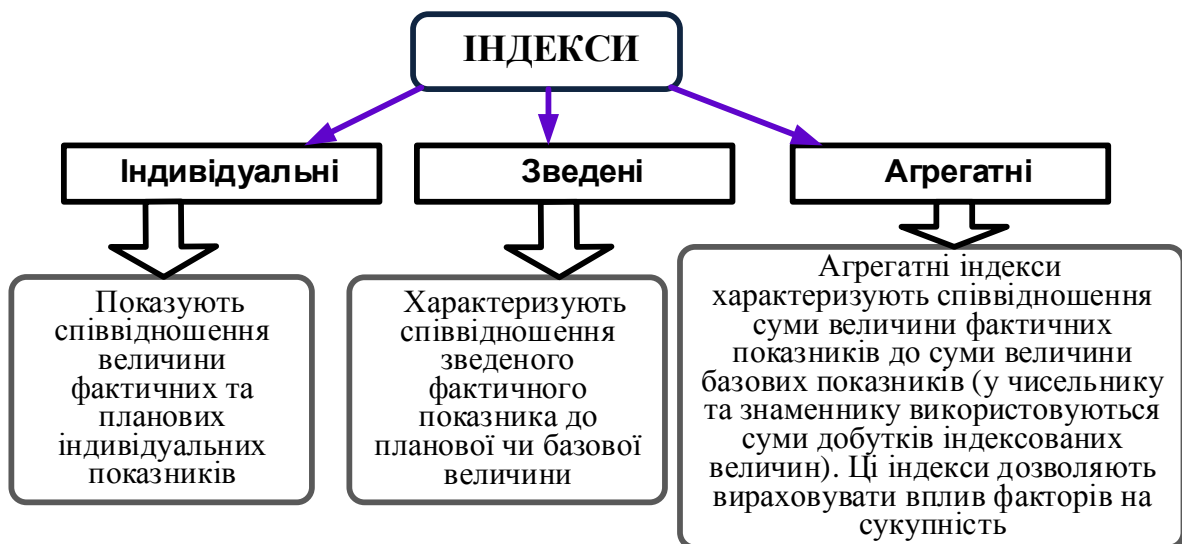 ІНДЕКСИ
Індивідуальні
Зведені
Агрегатні
Показують
співвідношення
величини
фактичних та
планових
індивідуальних
показників
Характеризують
співвідношення
зведеного
фактичного
показника до
планової чи базової
величини
Агрегатні індекси
характеризують співвідношення
суми величини фактичних
показників до суми величини
базових показників (у чисельнику
та знаменнику використовуються
суми добутків індексованих
величин). Ці індекси дозволяють
вираховувати вплив факторів на
сукупність